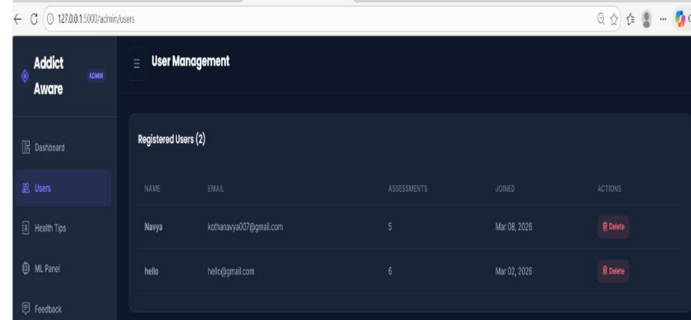 127.0.0.1:5000/admin/users
Addict Aware
ADMIN
User Management
Dashboard
Users
Health Tips
ML Panel
Feedback
Registered Users (2)
NAME EMAIL ASSESSMENTS JOINED ACTIONS
Navya kothanavya007@gmail.com 5 Mar 08, 2026 Delete
hello hello@gmail.com 6 Mar 02, 2026 Delete